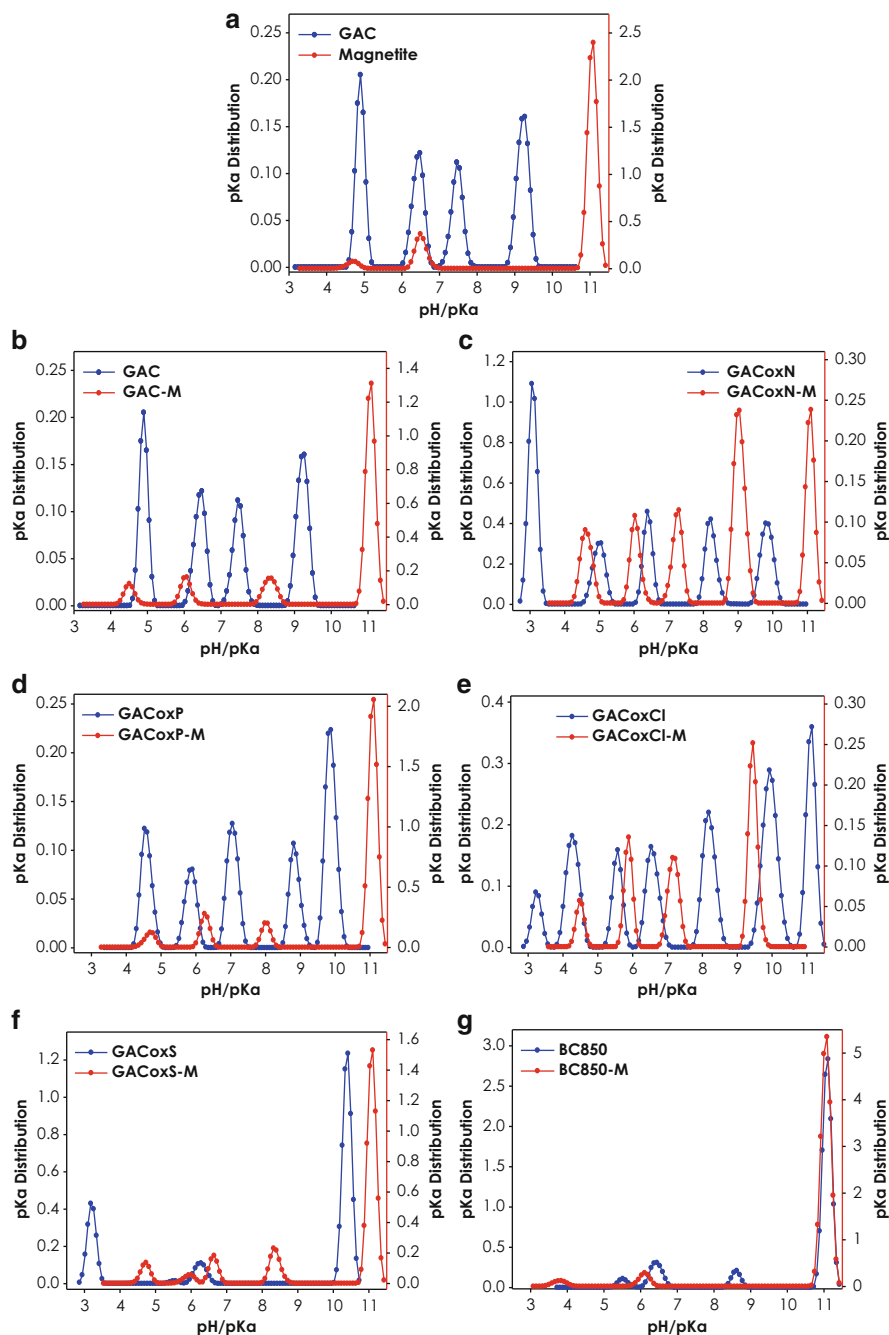 a
GAC
Magnetite
pKa Distribution
0.25
0.20
0.15
0.10
0.05
0.00
2.5
2.0
1.5
1.0
0.5
0.0
pKa Distribution
3 4 5 6 7 8 9 10 11
pH/pKa
b
GAC
GAC-M
pKa Distribution
0.25
0.20
0.15
0.10
0.05
0.00
1.4
1.2
1.0
0.8
0.6
0.4
0.2
0.0
pKa Distribution
3 4 5 6 7 8 9 10 11
pH/pKa
c
GACoxN
GACoxN-M
pKa Distribution
1.2
1.0
0.8
0.6
0.4
0.2
0.0
0.30
0.25
0.20
0.15
0.10
0.05
0.00
pKa Distribution
4 5 6 7 8 9 10 11
pH/pKa
d
GACoxP
GACoxP-M
pKa Distribution
0.25
0.20
0.15
0.10
0.05
0.00
2.0
1.5
1.0
0.5
0.0
pKa Distribution
3 4 5 6 7 8 9 10 11
pH/pKa
e
GACoxCl
GACoxCl-M
pKa Distribution
0.4
0.3
0.2
0.1
0.0
0.30
0.25
0.20
0.15
0.10
0.05
0.00
pKa Distribution
3 4 5 6 7 8 9 10 11
pH/pKa
f
GACoxS
GACoxS-M
pKa Distribution
1.2
1.0
0.8
0.6
0.4
0.2
0.0
1.6
1.4
1.2
1.0
0.8
0.6
0.4
0.2
0.0
pKa Distribution
3 4 5 6 7 8 9 10 11
pH/pKa
g
BC850
BC850-M
pKa Distribution
3.0
2.5
2.0
1.5
1.0
0.5
0.0
5
4
3
2
1
0
pKa Distribution
3 4 5 6 7 8 9 10 11
pH/pKa